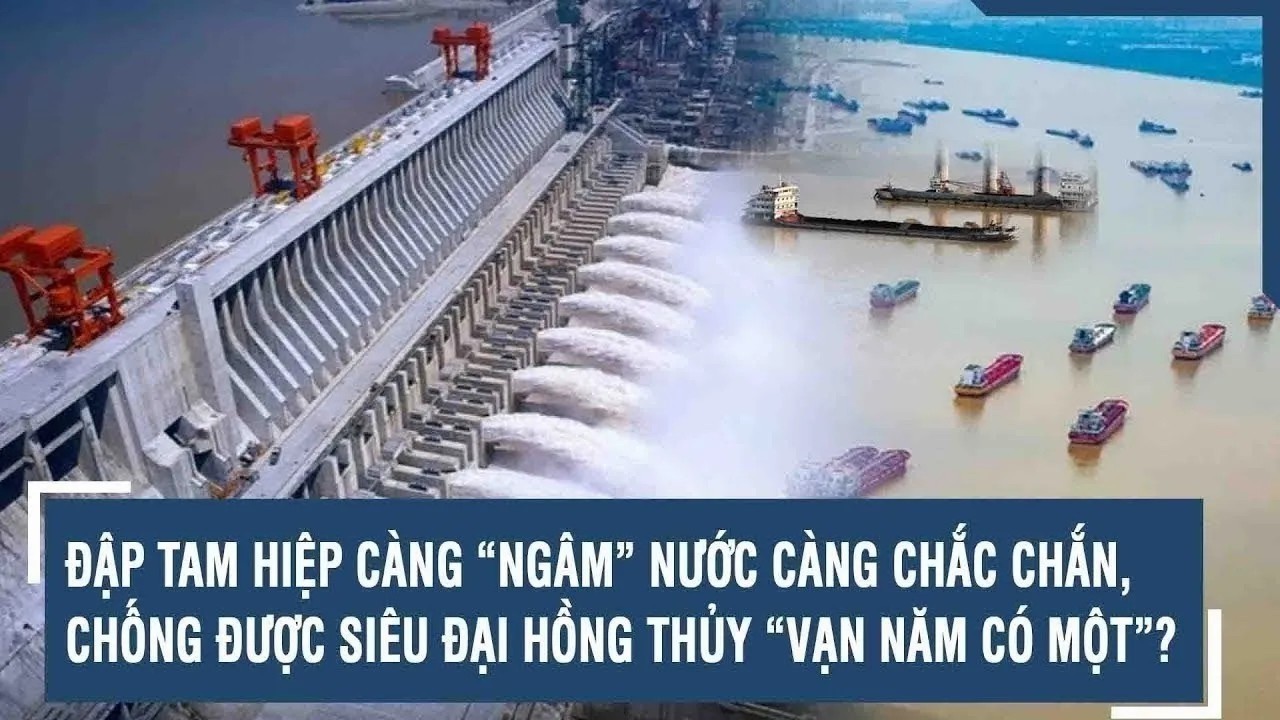 ĐẬP TAM HIỆP CÀNG “NGÂM” NƯỚC CÀNG CHẮC CHẮN,
CHỐNG ĐƯỢC SIÊU ĐẠI HỒNG THỦY “VẠN NĂM CÓ MỘT”?